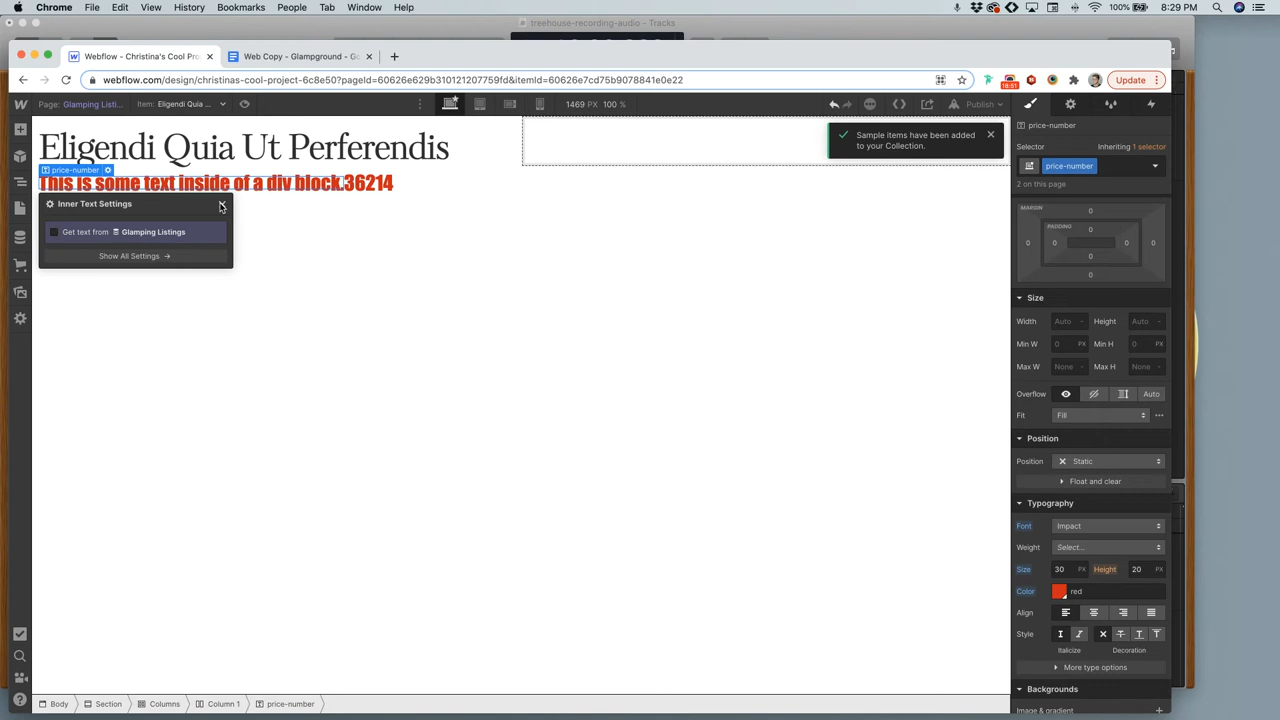 Chrome File Edit View History Bookmarks People Tab Window Help 100% 8:29 PM
treehouse-recording-audio – Tracks
Webflow - Christina's Cool Pro Web Copy - Glampground - Go
webflow.com/design/christinas-cool-project-6c8e50?pageId=60626e629b310121207759fd&itemId=60626e7cd75b9078841e0e22 18:51 Update
Page: Glamping Listi... Item: Eligendi Quia ... 1469 PX 100 % Publish
Eligendi Quia Ut Perferendis
Sample items have been added
to your Collection.
price-number
This is some text inside of a div block.36214
Inner Text Settings
Get text from Glamping Listings
Show All Settings
price-number
Selector Inheriting 1 selector
price-number
2 on this page
MARGIN 0
PADDING 0
0 0 0 0
0
0
Size
Width Auto - Height Auto -
Min W 0 PX Min H 0 PX
Max W None - Max H None -
Overflow Auto
Fit Fill
Position
Position Static
Float and clear
Typography
Font Impact
Weight Select...
Size 30 PX Height 20 PX
Color red
Align
Style
Italicize Decoration
More type options
Backgrounds
Image & gradient
Body Section Columns Column 1 price-number